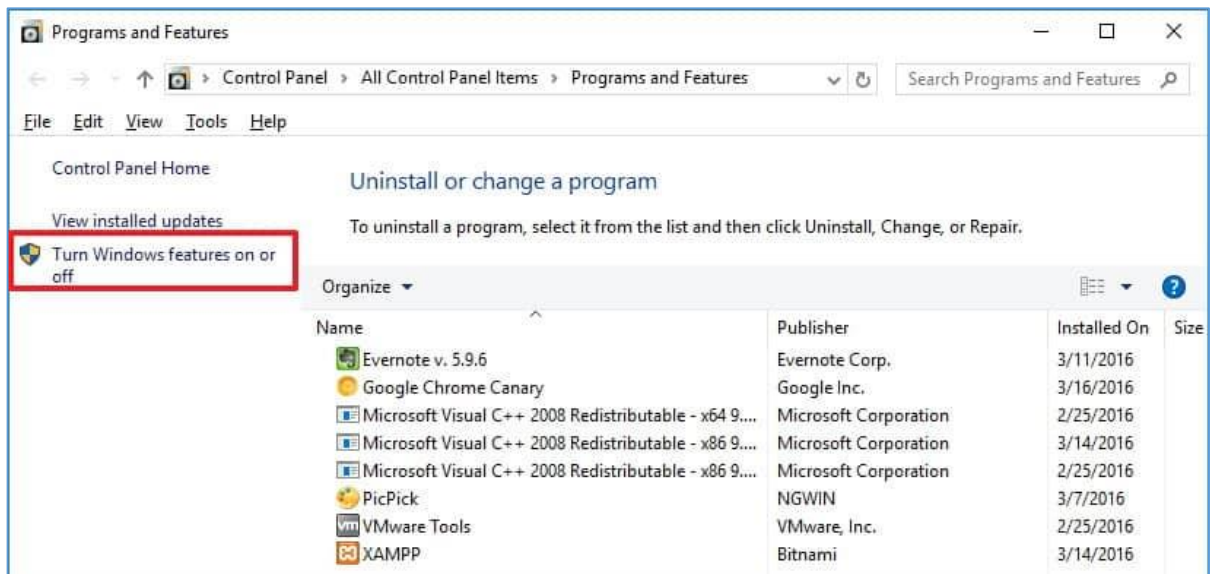 Programs and Features
Control Panel > All Control Panel Items > Programs and Features
Search Programs and Features
File Edit View Tools Help
Control Panel Home
View installed updates
Turn Windows features on or
off
Uninstall or change a program
To uninstall a program, select it from the list and then click Uninstall, Change, or Repair.
Organize
Name Publisher Installed On Size
Evernote v. 5.9.6 Evernote Corp. 3/11/2016
Google Chrome Canary Google Inc. 3/16/2016
Microsoft Visual C++ 2008 Redistributable - x64 9.... Microsoft Corporation 2/25/2016
Microsoft Visual C++ 2008 Redistributable - x86 9.... Microsoft Corporation 3/14/2016
Microsoft Visual C++ 2008 Redistributable - x86 9.... Microsoft Corporation 2/25/2016
PicPick NGWIN 3/7/2016
VMware Tools VMware, Inc. 2/25/2016
XAMPP Bitnami 3/14/2016